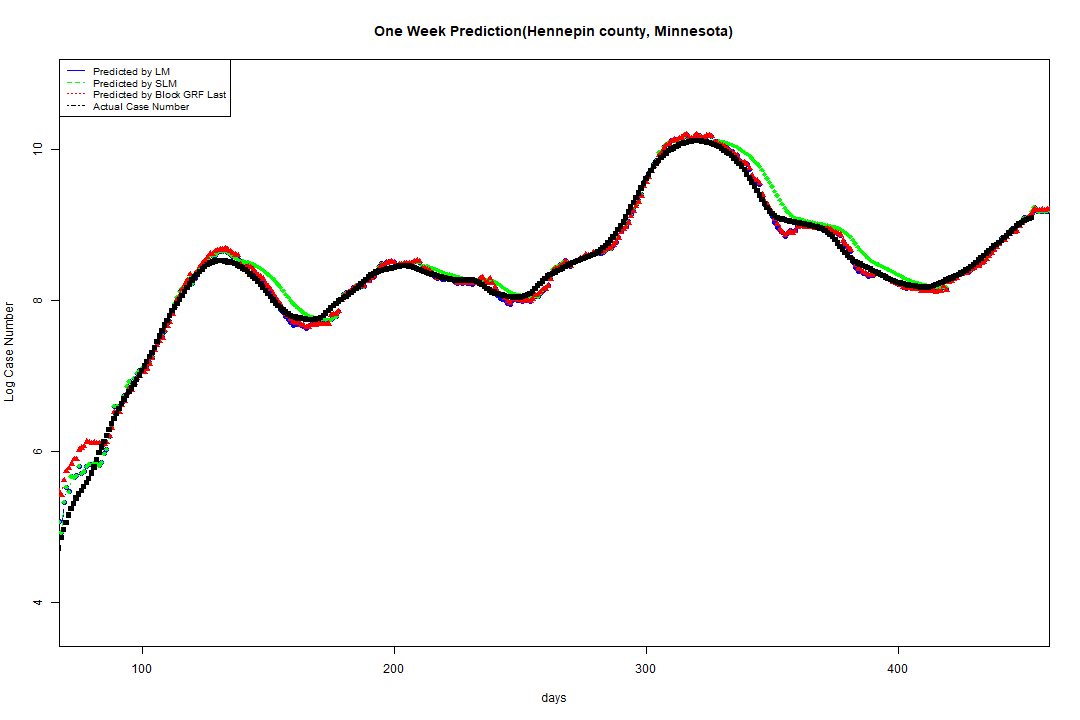 One Week Prediction(Hennepin county, Minnesota)
Predicted by LM
Predicted by SLM
Predicted by Block GRF Last
Actual Case Number
10
8
6
4
Log Case Number
100
200
300
400
days